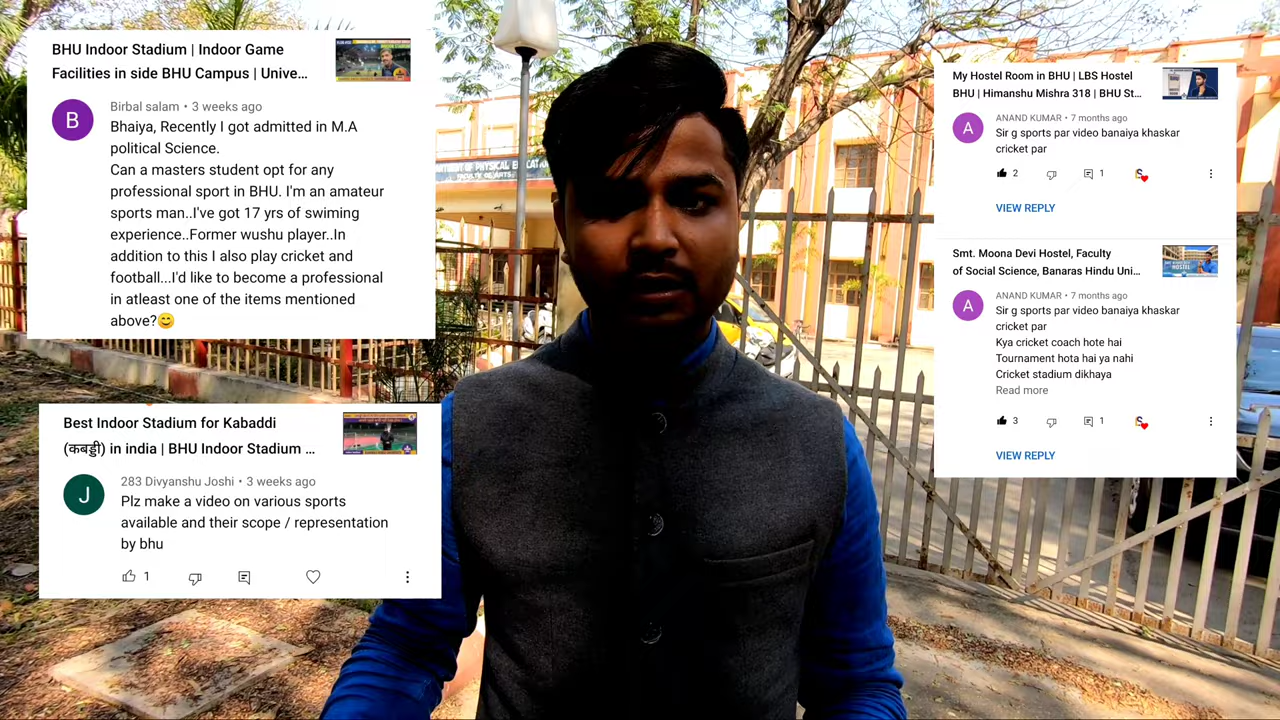 BHU Indoor Stadium | Indoor Game
Facilities in side BHU Campus | Unive...
B
Birbal salam • 3 weeks ago
Bhaiya, Recently I got admitted in M.A
political Science.
Can a masters student opt for any
professional sport in BHU. I'm an amateur
sports man..I've got 17 yrs of swiming
experience..Former wushu player..In
addition to this I also play cricket and
football...I'd like to become a professional
in atleast one of the items mentioned
above?😊
Best Indoor Stadium for Kabaddi
(कबड्डी) in india | BHU Indoor Stadium ...
J
283 Divyanshu Joshi • 3 weeks ago
Plz make a video on various sports
available and their scope / representation
by bhu
1
OF PHYSICAL EDUCATION
FACULTY OF ARTS
My Hostel Room in BHU | LBS Hostel
BHU | Himanshu Mishra 318 | BHU St...
A
ANAND KUMAR • 7 months ago
Sir g sports par video banaiya khaskar
cricket par
2
1
VIEW REPLY
Smt. Moona Devi Hostel, Faculty
of Social Science, Banaras Hindu Uni...
A
ANAND KUMAR • 7 months ago
Sir g sports par video banaiya khaskar
cricket par
Kya cricket coach hote hai
Tournament hota hai ya nahi
Cricket stadium dikhaya
Read more
3
1
VIEW REPLY